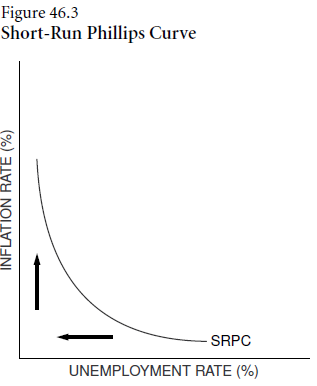 Figure 46.3
Short-Run Phillips Curve
INFLATION RATE (%)
SRPC
UNEMPLOYMENT RATE (%)